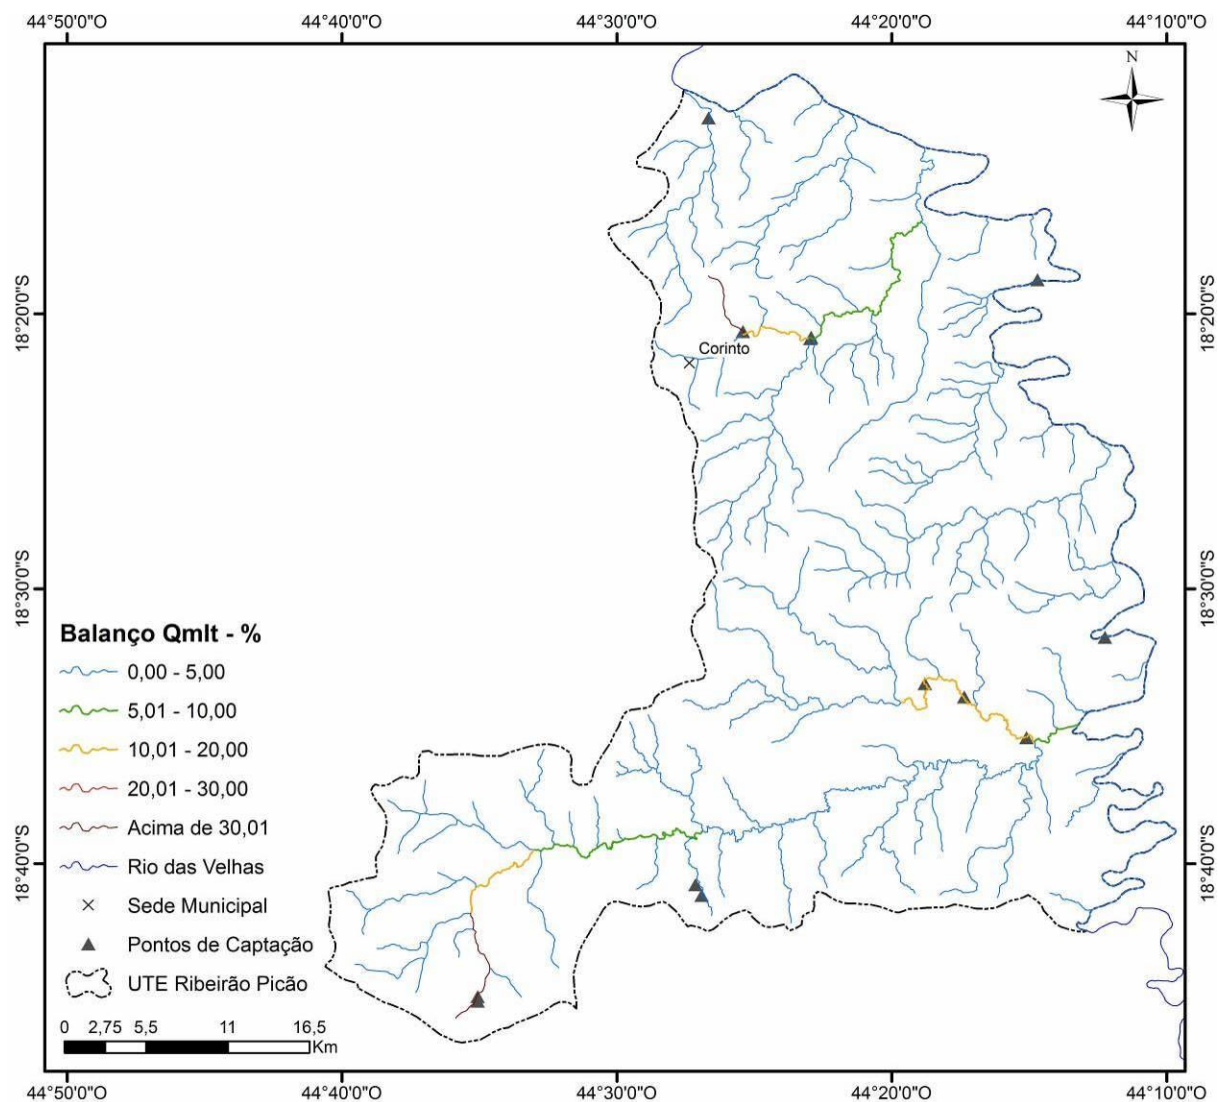 44°50'0"O 44°40'0"O 44°30'0"O 44°20'0"O 44°10'0"O
N
18°20'0"S 18°20'0"S
Corinto
18°30'0"S 18°30'0"S
Balanço Qmlt - %
0,00 - 5,00
5,01 - 10,00
10,01 - 20,00
20,01 - 30,00
Acima de 30,01
Rio das Velhas
18°40'0"S 18°40'0"S
Sede Municipal
Pontos de Captação
UTE Ribeirão Picão
0 2,75 5,5 11 16,5
Km
44°50'0"O 44°40'0"O 44°30'0"O 44°20'0"O 44°10'0"O